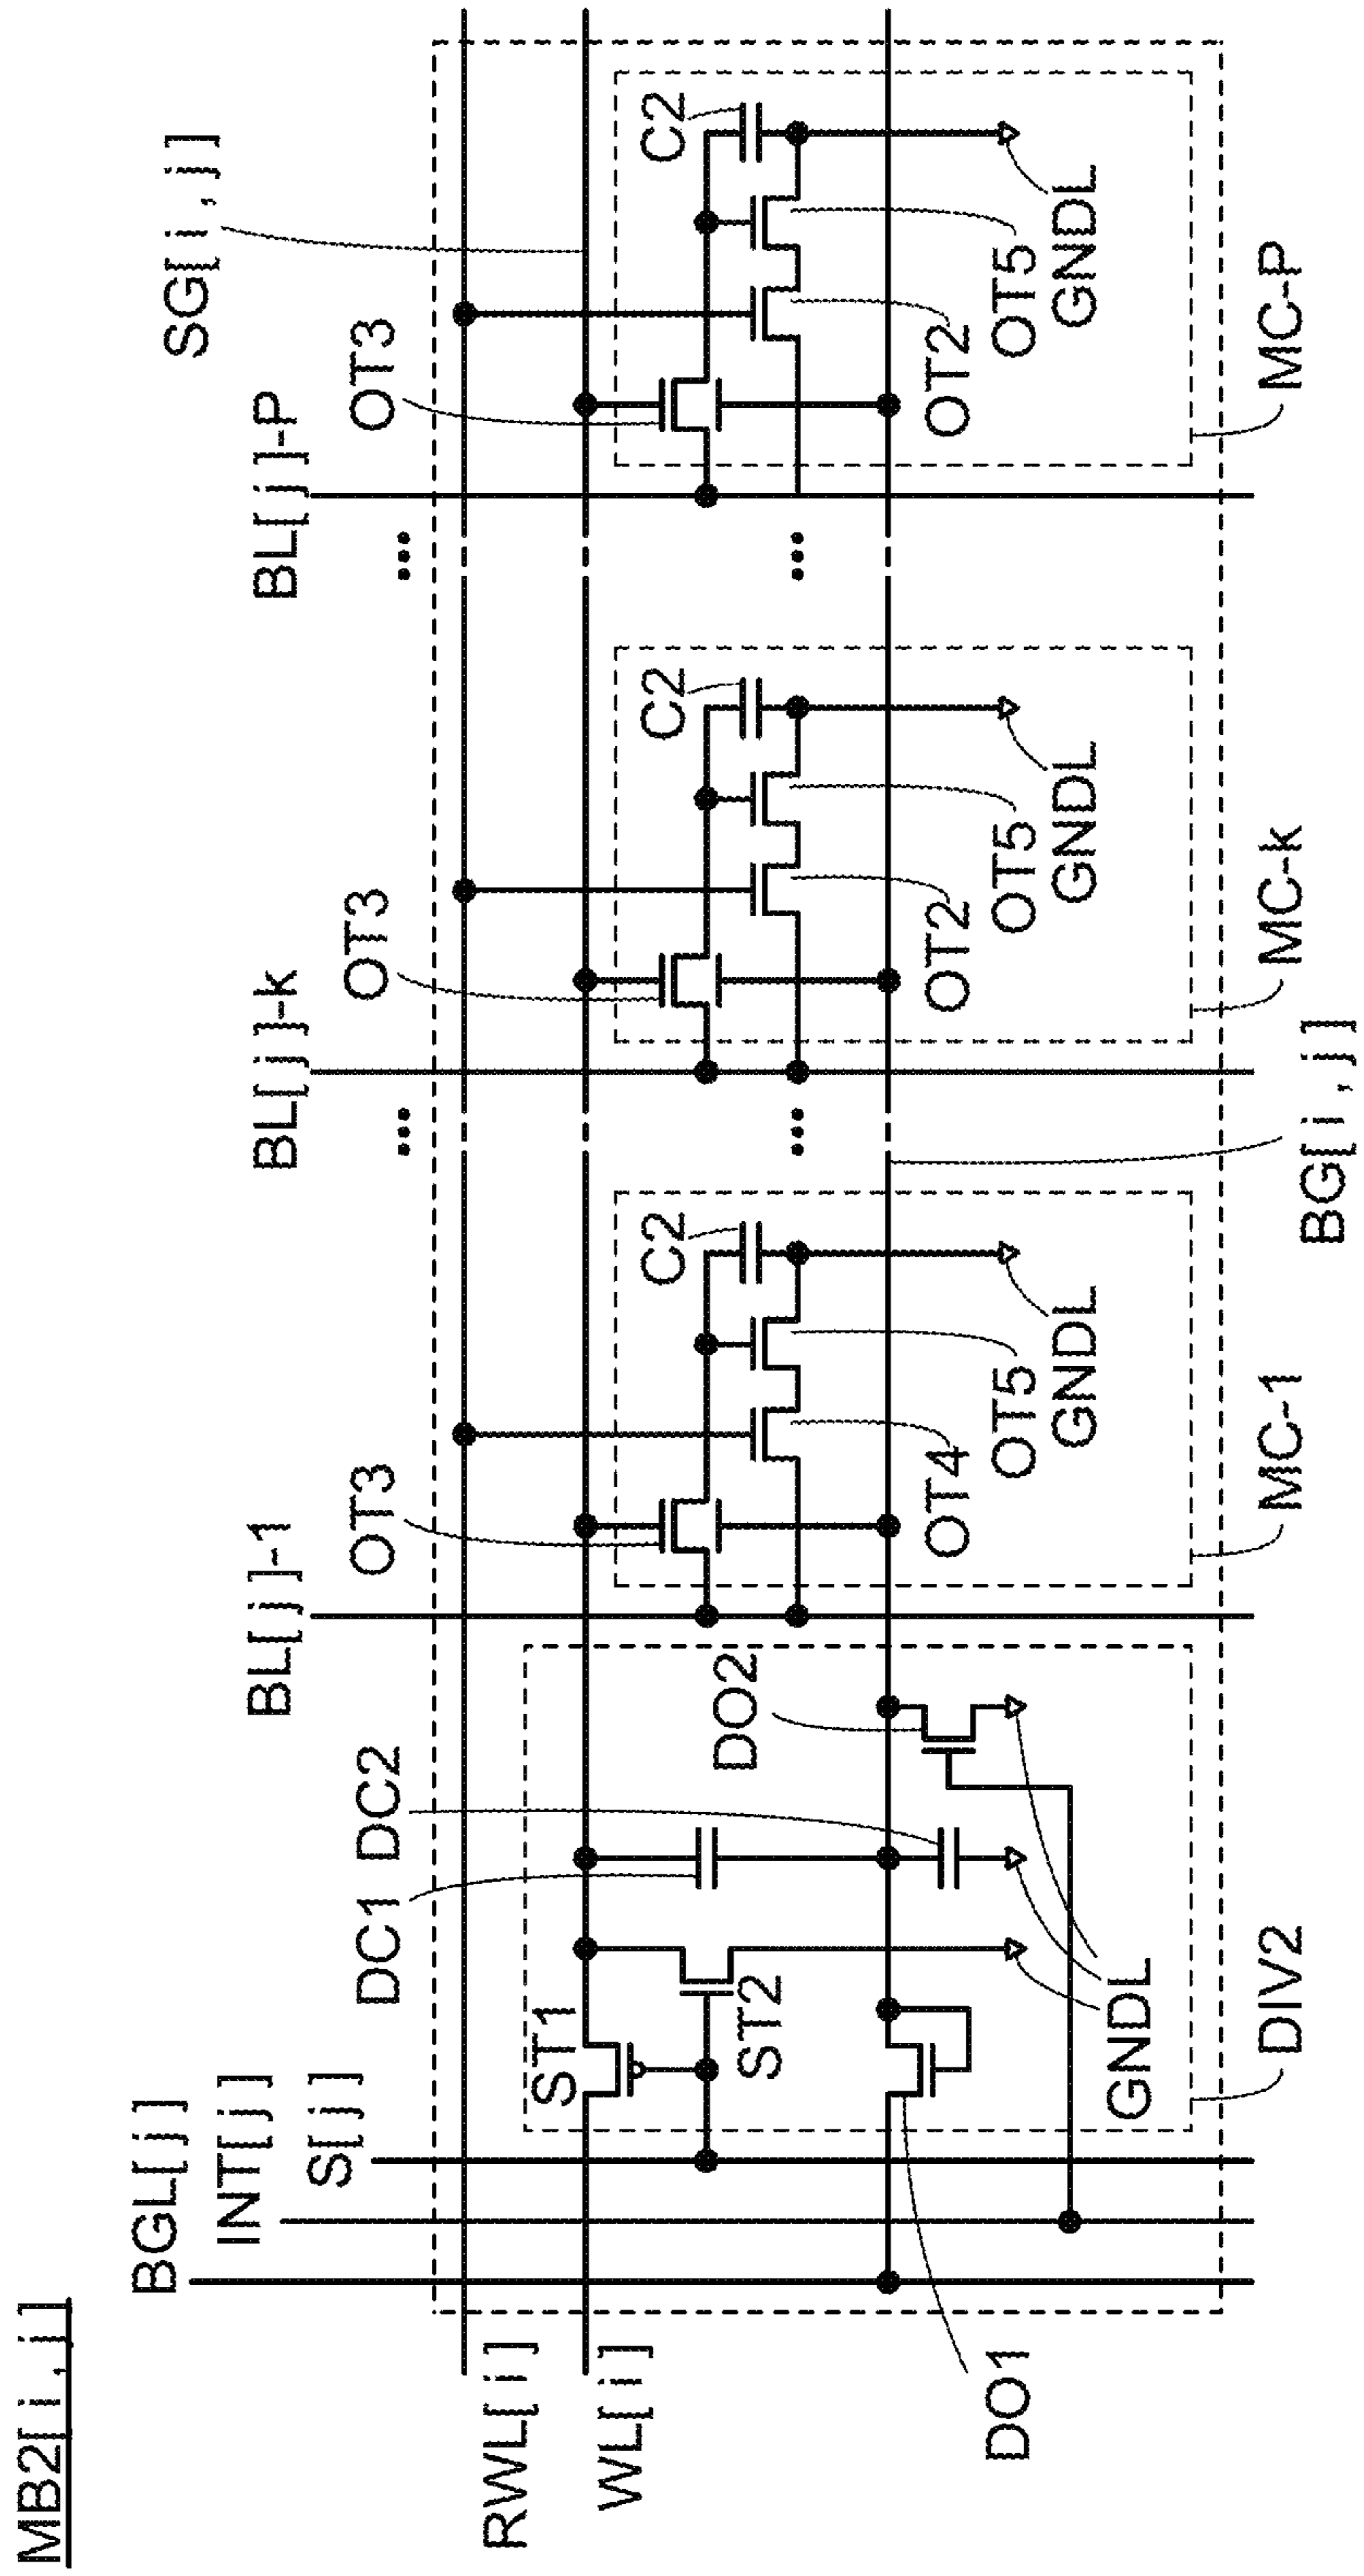 MB2[ i , j ]
BGL[ j ]
INT[ j ]
S[ j ]
BL[ j ]-1
BL[ j ]-k
BL[ j ]-P
SG[ i , j ]
DC1
DC2
OT3
OT3
OT3
...
...
RWL[ i ]
WL[ i ]
ST1
ST2
DO2
C2
C2
C2
...
...
DO1
GNDL
OT4
OT5
GNDL
OT2
OT5
GNDL
OT2
OT5
GNDL
DIV2
MC-1
BG[ i , j ]
MC-k
MC-P